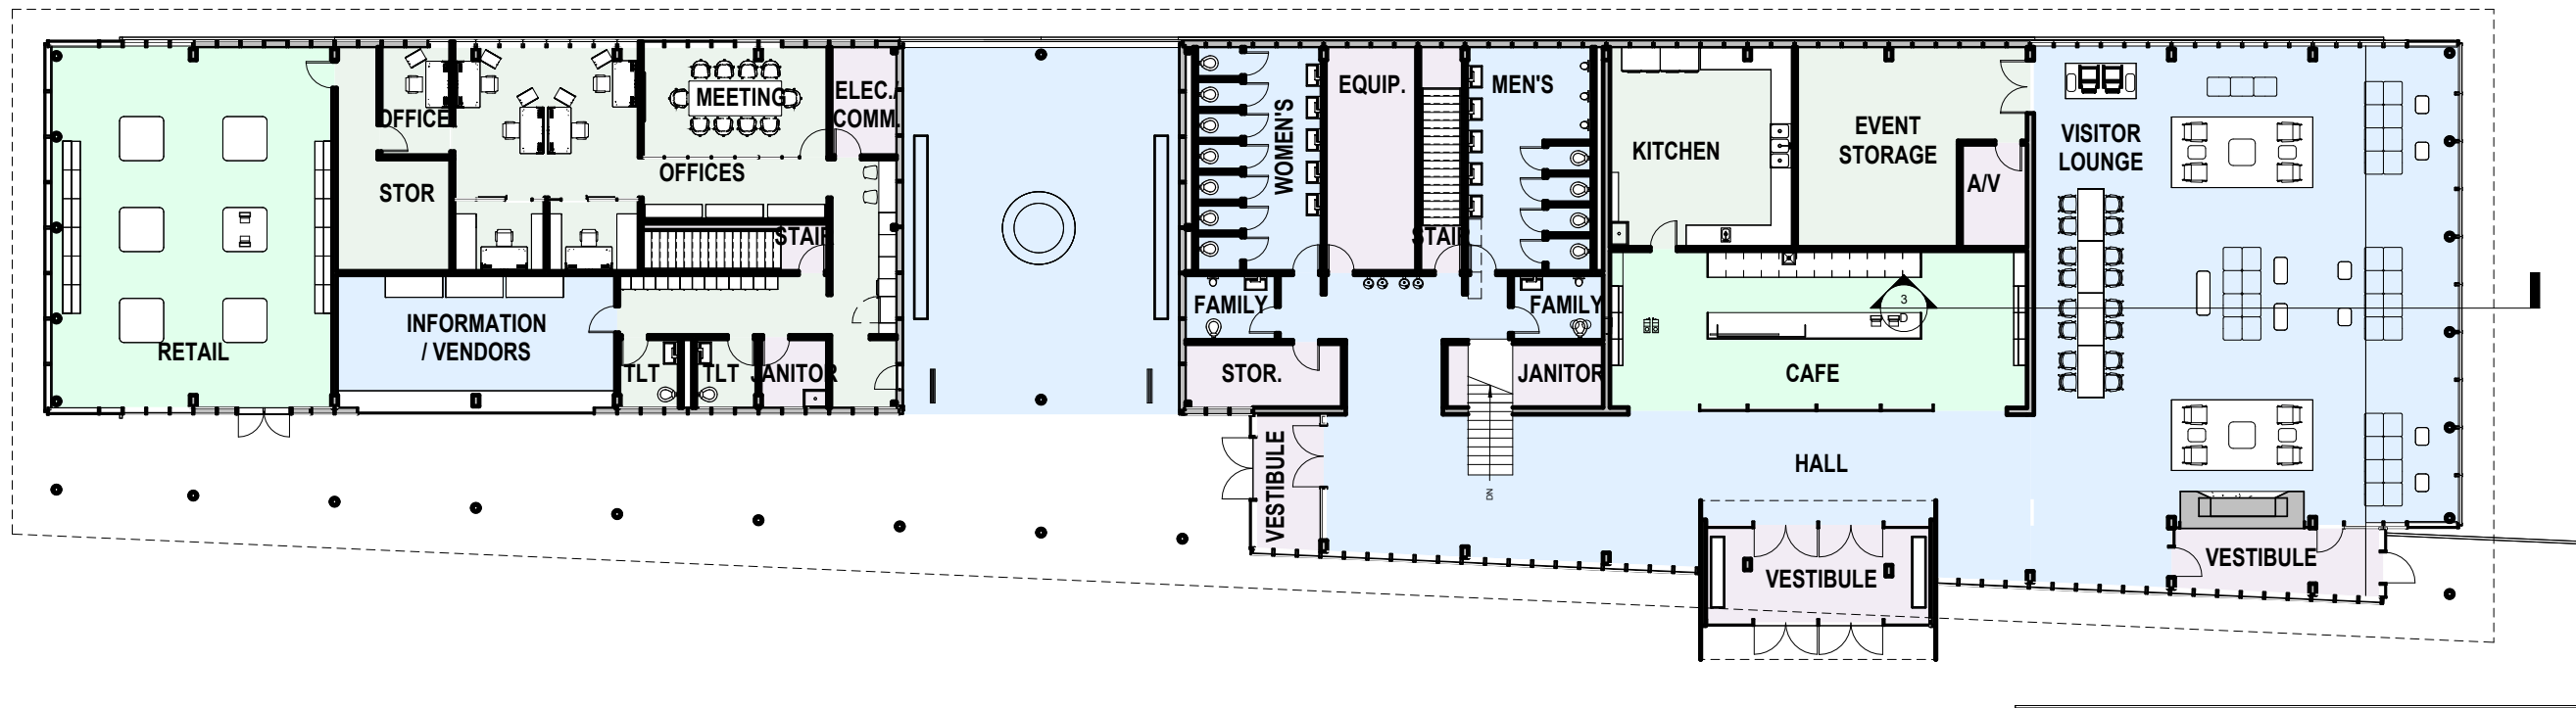 RETAIL
OFFICE
STOR
MEETING
OFFICES
ELEC./
COMM.
STAIR
INFORMATION
/ VENDORS
TLT
TLT
JANITOR
WOMEN'S
EQUIP.
STAIR
MEN'S
FAMILY
FAMILY
STOR.
JANITOR
VESTIBULE
DN
KITCHEN
EVENT
STORAGE
A/V
3
D
CAFE
HALL
VESTIBULE
VISITOR
LOUNGE
VESTIBULE